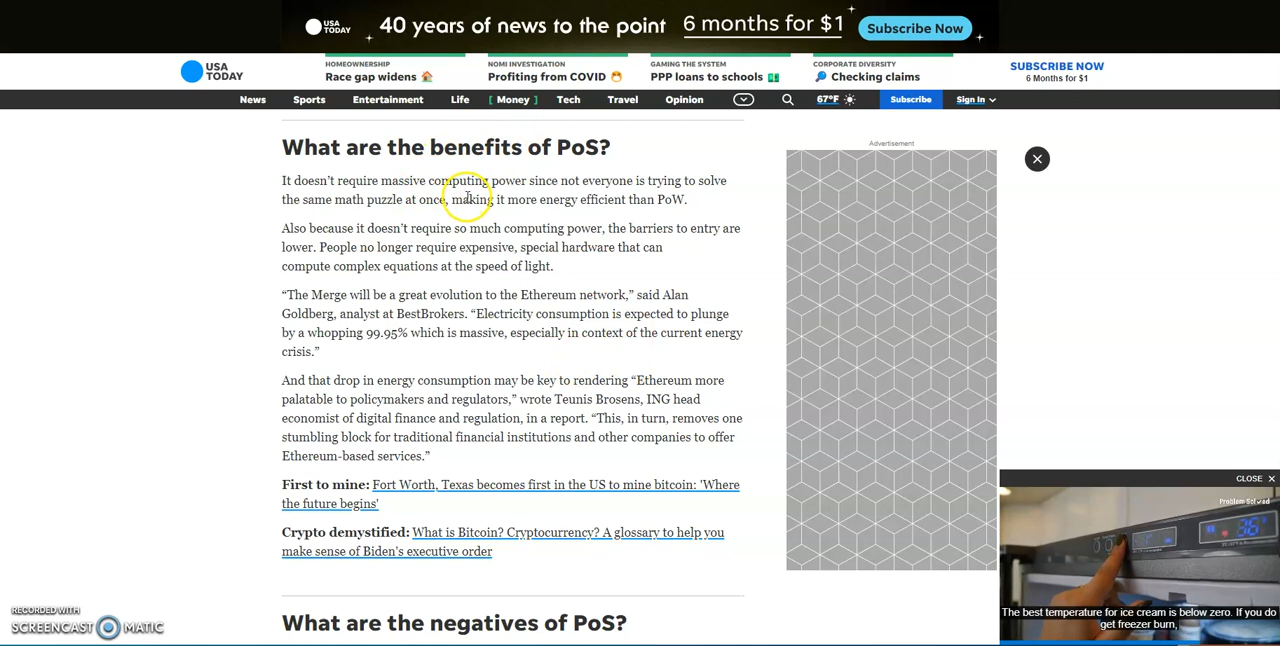 USA TODAY
40 years of news to the point
6 months for $1
Subscribe Now
USA TODAY
HOMEOWNERSHIP
Race gap widens
NOMI INVESTIGATION
Profiting from COVID
GAMING THE SYSTEM
PPP loans to schools
CORPORATE DIVERSITY
Checking claims
SUBSCRIBE NOW
6 Months for $1
News Sports Entertainment Life [ Money ] Tech Travel Opinion 67°F Subscribe Sign In
What are the benefits of PoS?
It doesn’t require massive computing power since not everyone is trying to solve
the same math puzzle at once, making it more energy efficient than PoW.
Also because it doesn’t require so much computing power, the barriers to entry are
lower. People no longer require expensive, special hardware that can
compute complex equations at the speed of light.
“The Merge will be a great evolution to the Ethereum network,” said Alan
Goldberg, analyst at BestBrokers. “Electricity consumption is expected to plunge
by a whopping 99.95% which is massive, especially in context of the current energy
crisis.”
And that drop in energy consumption may be key to rendering “Ethereum more
palatable to policymakers and regulators,” wrote Teunis Brosens, ING head
economist of digital finance and regulation, in a report. “This, in turn, removes one
stumbling block for traditional financial institutions and other companies to offer
Ethereum-based services.”
First to mine: Fort Worth, Texas becomes first in the US to mine bitcoin: 'Where
the future begins'
Crypto demystified: What is Bitcoin? Cryptocurrency? A glossary to help you
make sense of Biden's executive order
What are the negatives of PoS?
Advertisement
CLOSE X
Problem Solved
36°
The best temperature for ice cream is below zero. If you do
get freezer burn,
RECORDED WITH
SCREENCAST MATIC